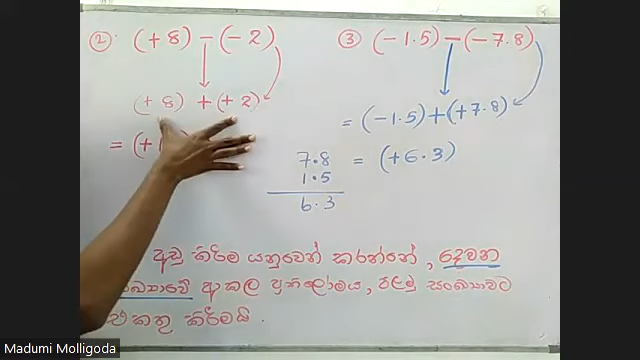 ② (+8) − (−2)
(+8) + (+2)
= (+1
③ (−1.5) − (−7.8)
= (−1.5) + (+7.8)
= (+6.3)
7.8
1.5
6.3
අඩු කිරීම යනුවෙන් කරන්නේ, දෙවන
ආකල ප්‍රතිලෝමය, පළමු සංඛ්‍යාවට
එකතු කිරීමයි.
Madumi Molligoda